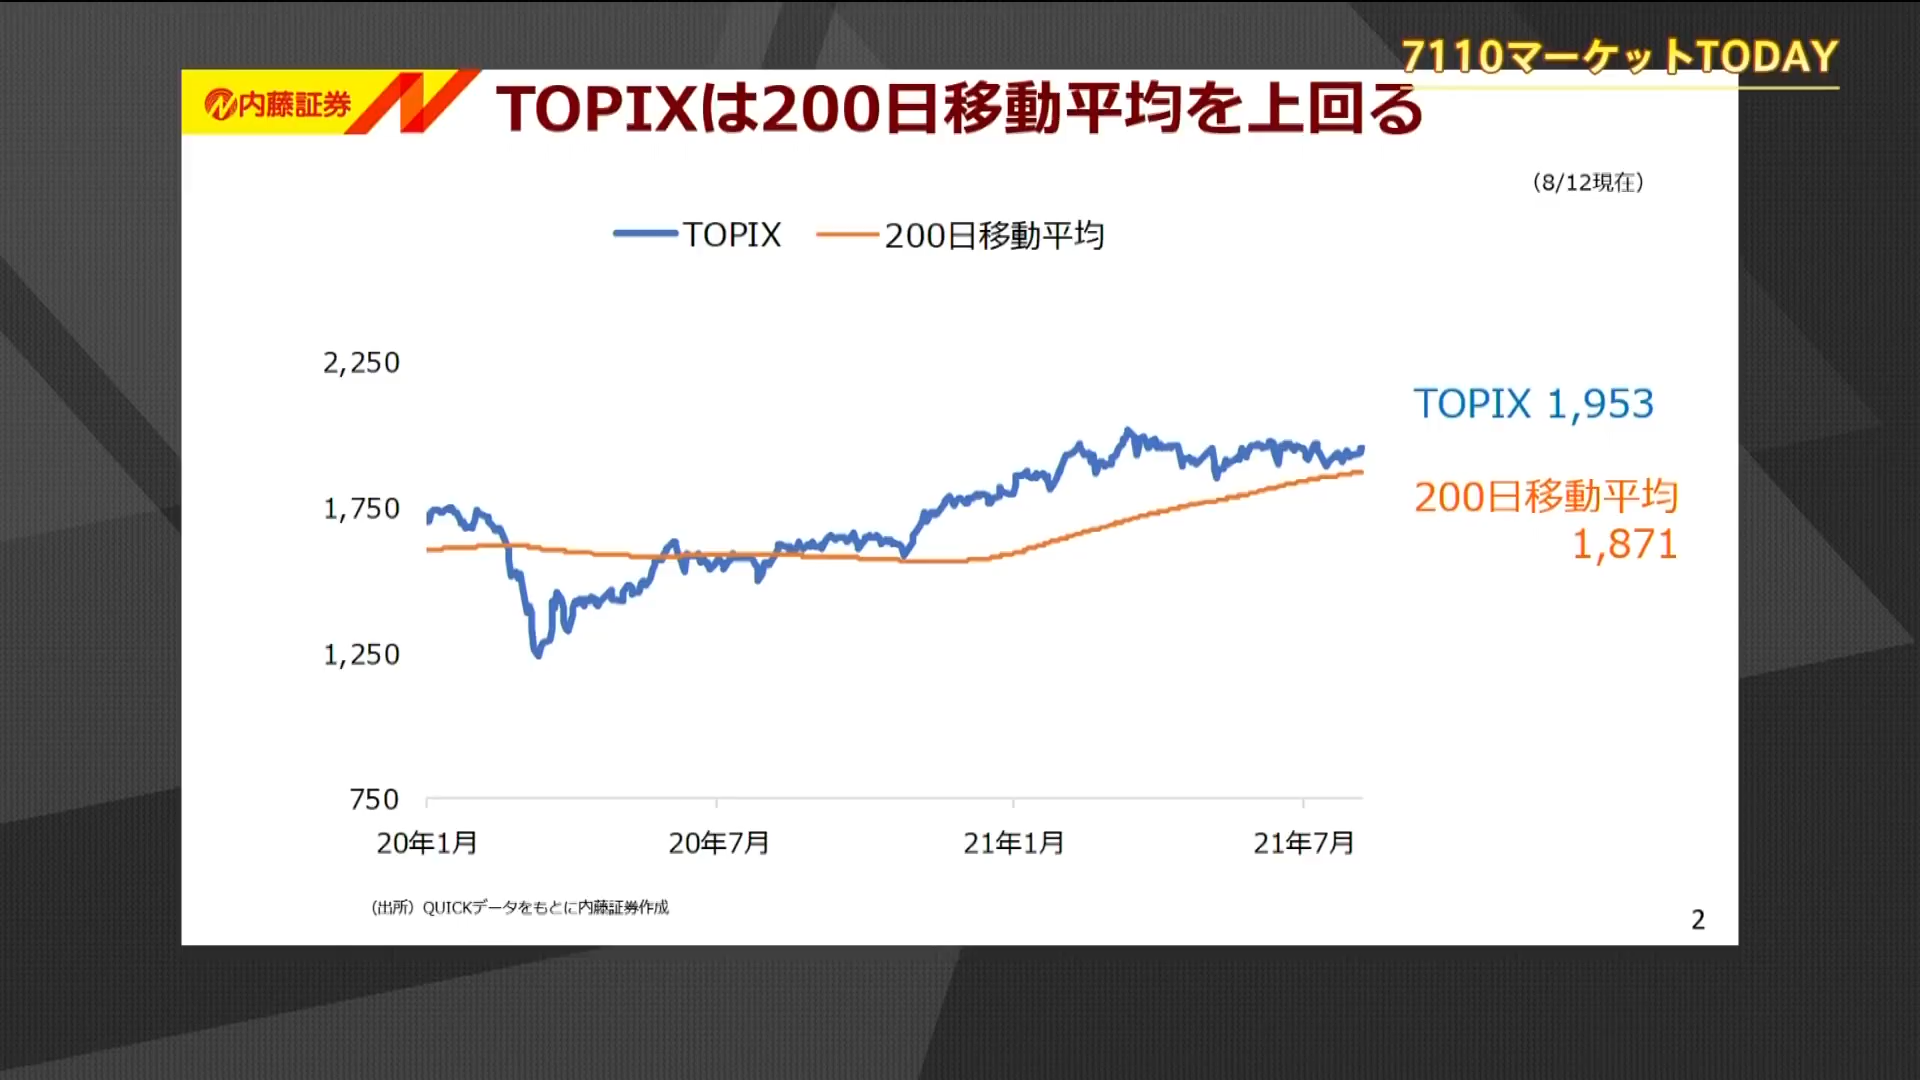 7110マーケットTODAY
内藤証券
TOPIXは200日移動平均を上回る
（8/12現在）
TOPIX
200日移動平均
2,250
1,750
1,250
750
TOPIX 1,953
200日移動平均
1,871
20年1月
20年7月
21年1月
21年7月
（出所）QUICKデータをもとに内藤証券作成
2